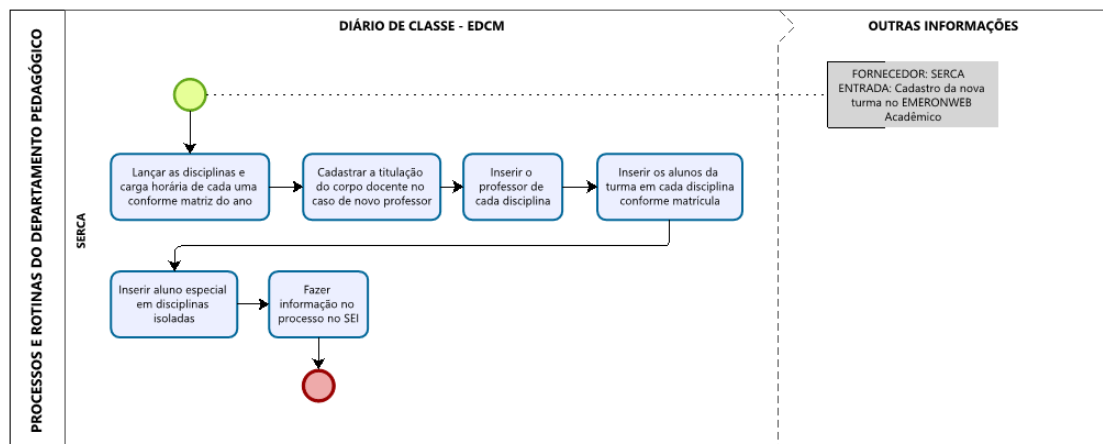 PROCESSOS E ROTINAS DO DEPARTAMENTO PEDAGÓGICO
DIÁRIO DE CLASSE - EDCM
OUTRAS INFORMAÇÕES
SERCA
FORNECEDOR: SERCA
ENTRADA: Cadastro da nova
turma no EMERONWEB
Acadêmico
Lançar as disciplinas e
carga horária de cada uma
conforme matriz do ano
Cadastrar a titulação
do corpo docente no
caso de novo professor
Inserir o
professor de
cada disciplina
Inserir os alunos da
turma em cada disciplina
conforme matrícula
Inserir aluno especial
em disciplinas
isoladas
Fazer
informação no
processo no SEI